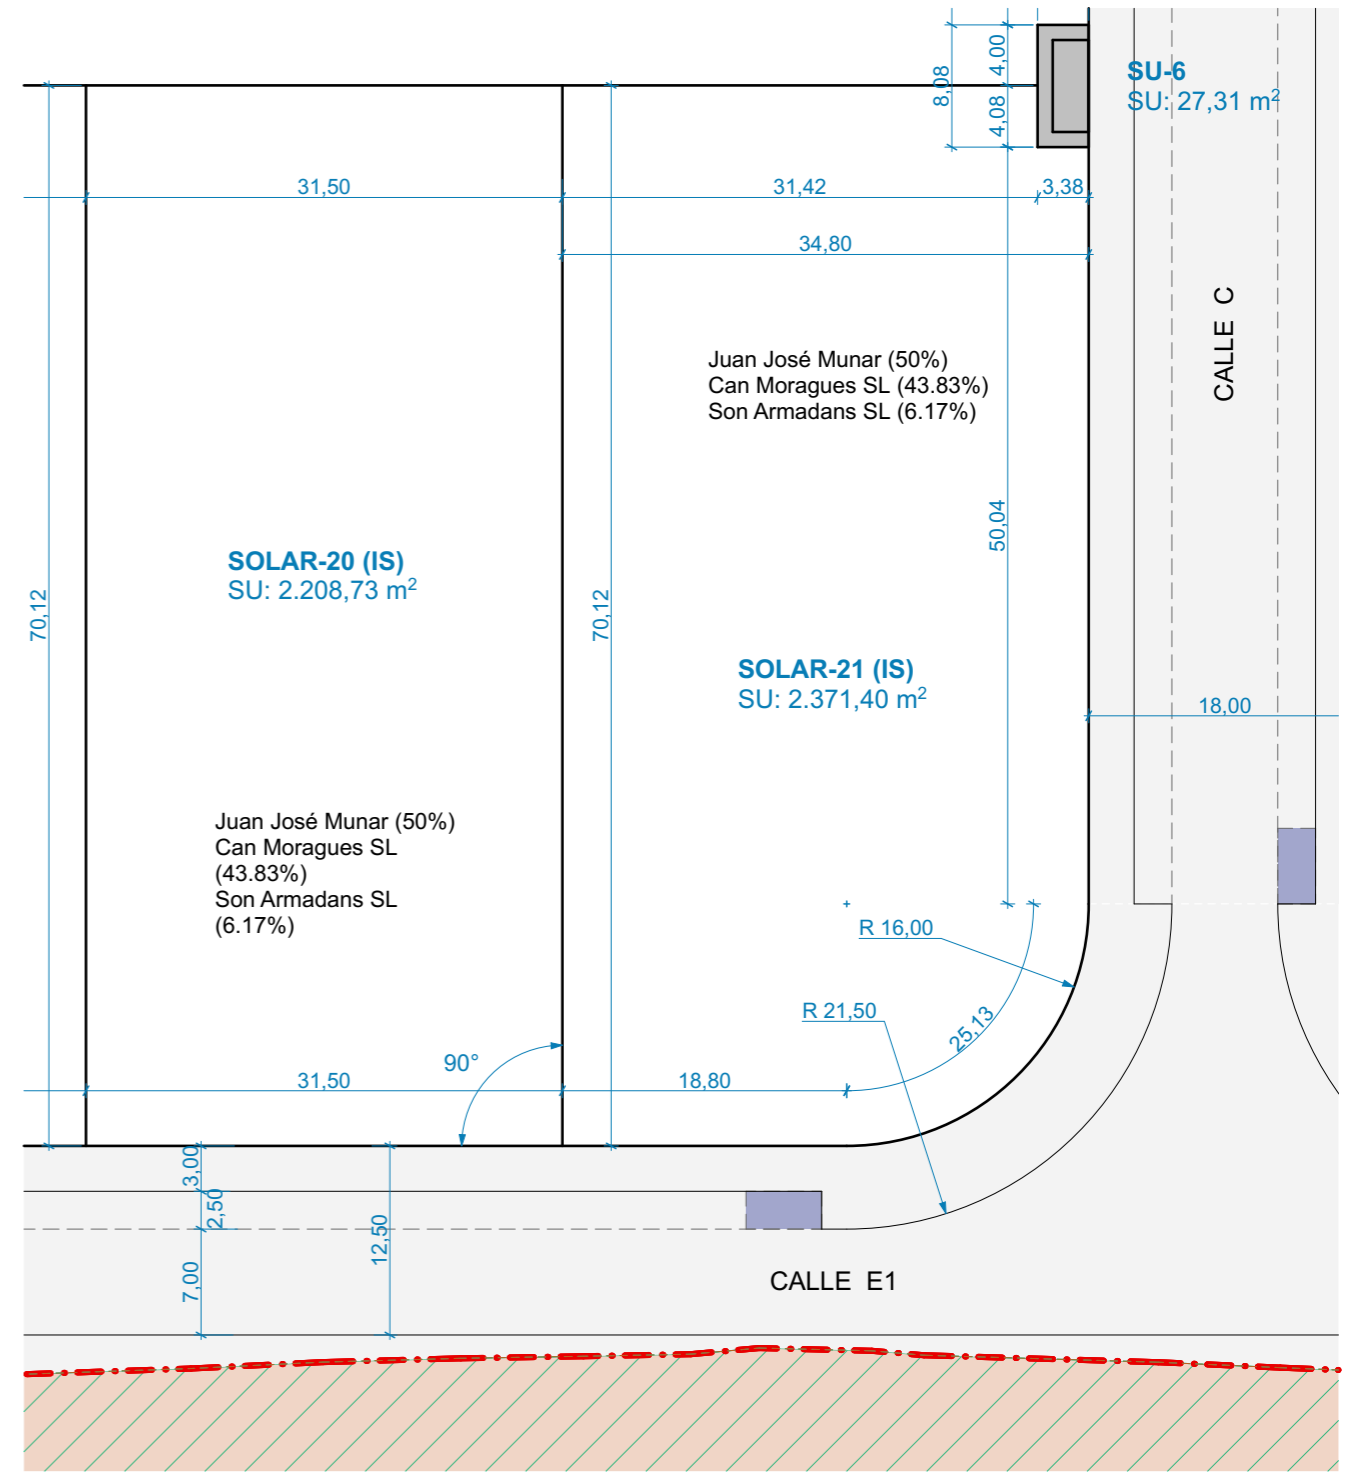 4,00
8,08
4,08
SU-6
SU: 27,31 m²
31,50
31,42
3,38
34,80
CALLE C
Juan José Munar (50%)
Can Moragues SL (43.83%)
Son Armadans SL (6.17%)
50,04
SOLAR-20 (IS)
SU: 2.208,73 m²
70,12
70,12
SOLAR-21 (IS)
SU: 2.371,40 m²
18,00
Juan José Munar (50%)
Can Moragues SL
(43.83%)
Son Armadans SL
(6.17%)
R 16,00
R 21,50
25,13
90°
31,50
18,80
3,00
2,50
12,50
7,00
CALLE E1